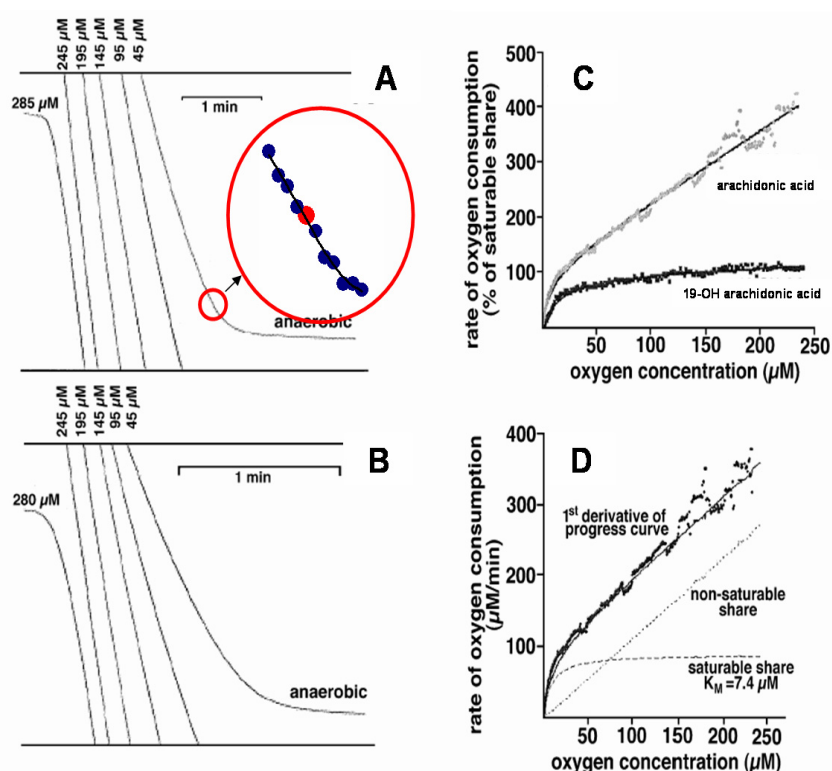 245 µM
195 µM
145 µM
95 µM
45 µM
A
285 µM
1 min
anaerobic
245 µM
195 µM
145 µM
95 µM
45 µM
B
280 µM
1 min
anaerobic
C
rate of oxygen consumption
(% of saturable share)
500
400
300
200
100
arachidonic acid
19-OH arachidonic acid
50
100
150
200
250
oxygen concentration (µM)
D
rate of oxygen consumption
(µM/min)
400
300
200
100
1st derivative of
progress curve
non-saturable
share
saturable share
KM =7.4 µM
50
100
150
200
250
oxygen concentration (µM)